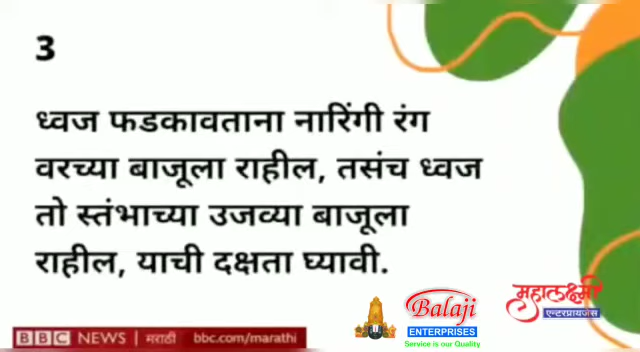 3
ध्वज फडकावताना नारिंगी रंग
वरच्या बाजूला राहील, तसंच ध्वज
तो स्तंभाच्या उजव्या बाजूला
राहील, याची दक्षता घ्यावी.
Balaji
ENTERPRISES
Service is our Quality
महालक्ष्मी
एन्टरप्रायजेस
BBC NEWS | मराठी bbc.com/marathi